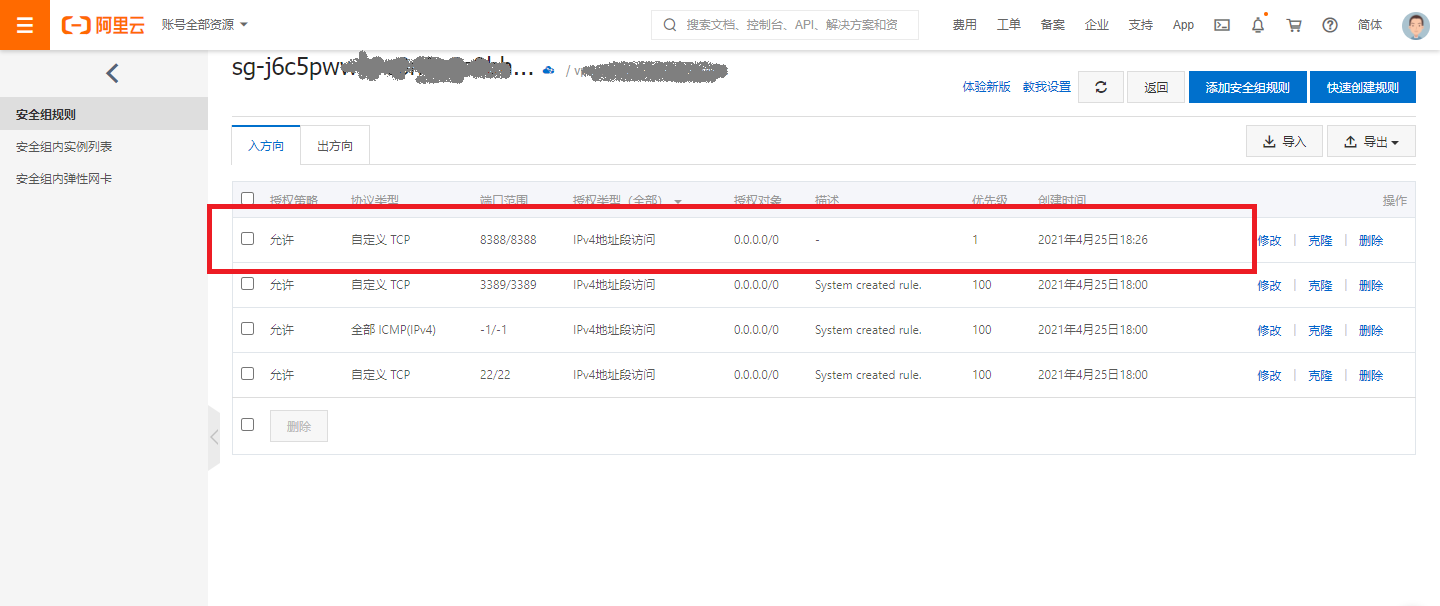 阿里云 账号全部资源 搜索文档、控制台、API、解决方案和资 费用 工单 备案 企业 支持 App 简体
sg-j6c5pw ... /
体验新版 教我设置 返回 添加安全组规则 快速创建规则
安全组规则
安全组内实例列表
安全组内弹性网卡
入方向 出方向 导入 导出
授权策略 协议类型 端口范围 授权类型（全部） 授权对象 描述 优先级 创建时间 操作
允许 自定义 TCP 8388/8388 IPv4地址段访问 0.0.0.0/0 - 1 2021年4月25日18:26 修改 | 克隆 | 删除
允许 自定义 TCP 3389/3389 IPv4地址段访问 0.0.0.0/0 System created rule. 100 2021年4月25日18:00 修改 | 克隆 | 删除
允许 全部 ICMP(IPv4) -1/-1 IPv4地址段访问 0.0.0.0/0 System created rule. 100 2021年4月25日18:00 修改 | 克隆 | 删除
允许 自定义 TCP 22/22 IPv4地址段访问 0.0.0.0/0 System created rule. 100 2021年4月25日18:00 修改 | 克隆 | 删除
删除